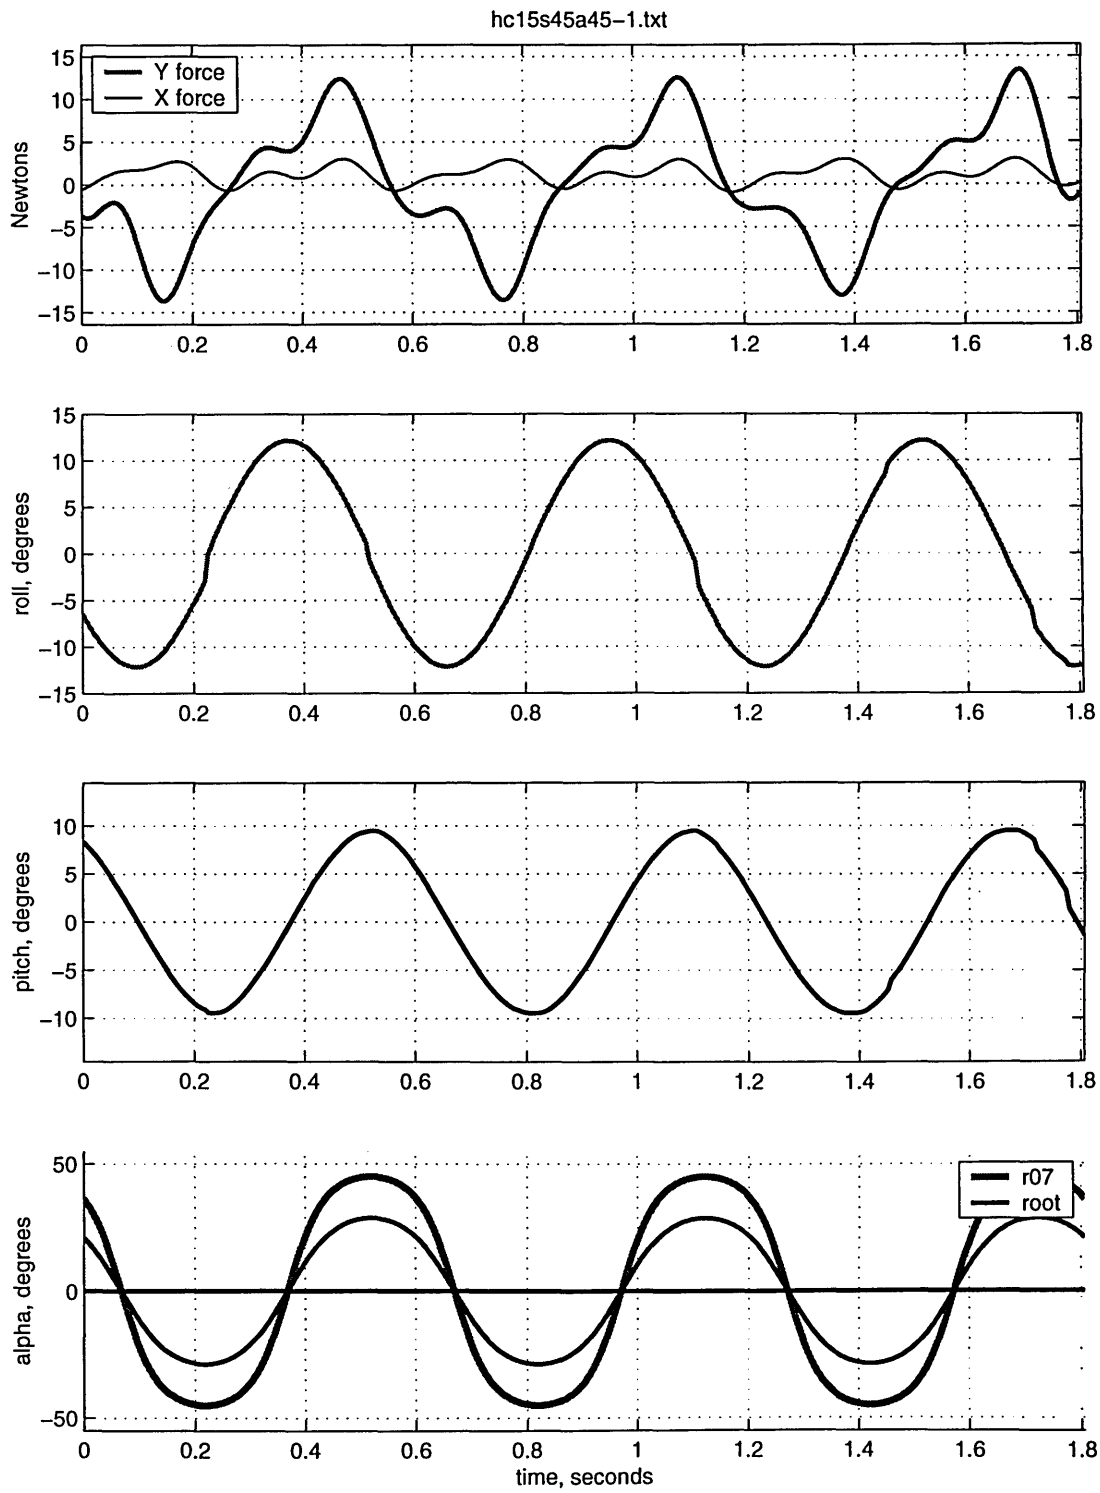 hc15s45a45−1.txt
15
10
5
0
−5
−10
−15
Newtons
Y force
X force
0 0.2 0.4 0.6 0.8 1 1.2 1.4 1.6 1.8
15
10
5
0
−5
−10
−15
roll, degrees
0 0.2 0.4 0.6 0.8 1 1.2 1.4 1.6 1.8
10
5
0
−5
−10
pitch, degrees
0 0.2 0.4 0.6 0.8 1 1.2 1.4 1.6 1.8
50
0
−50
alpha, degrees
r07
root
0 0.2 0.4 0.6 0.8 1 1.2 1.4 1.6 1.8
time, seconds